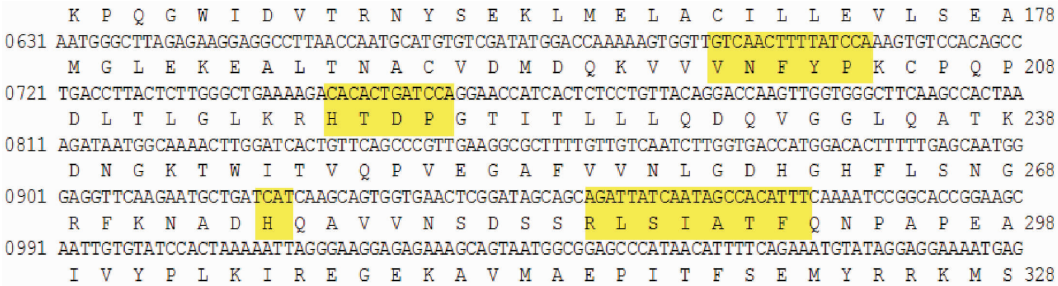 K P Q G W I D V T R N Y S E K L M E L A C I L L E V L S E A 178
0631 AATGGGCTTAGAGAAGGAGGCCTTAACCAATGCATGTGTCGATATGGACCAAAAAGTGGTTGTCAACTTTTATCCAAAGTGTCCACAGCC
M G L E K E A L T N A C V D M D Q K V V V N F Y P K C P Q P 208
0721 TGACCTTACTCTTGGGCTGAAAAGACACACTGATCCAGGAACCATCACTCTCCTGTTACAGGACCAAGTTGGTGGGCTTCAAGCCACTAA
D L T L G L K R H T D P G T I T L L L Q D Q V G G L Q A T K 238
0811 AGATAATGGCAAAACTTGGATCACTGTTCAGCCCGTTGAAGGCGCTTTTGTTGTCAATCTTGGTGACCATGGACACTTTTTGAGCAATGG
D N G K T W I T V Q P V E G A F V V N L G D H G H F L S N G 268
0901 GAGGTTCAAGAATGCTGATCATCAAGCAGTGGTGAACTCGGATAGCAGCAGATTATCAATAGCCACATTTCAAAATCCGGCACCGGAAGC
R F K N A D H Q A V V N S D S S R L S I A T F Q N P A P E A 298
0991 AATTGTGTATCCACTAAAAATTAGGGAAGGAGAGAAAGCAGTAATGGCGGAGCCCATAACATTTTCAGAAATGTATAGGAGGAAAATGAG
I V Y P L K I R E G E K A V M A E P I T F S E M Y R R K M S 328